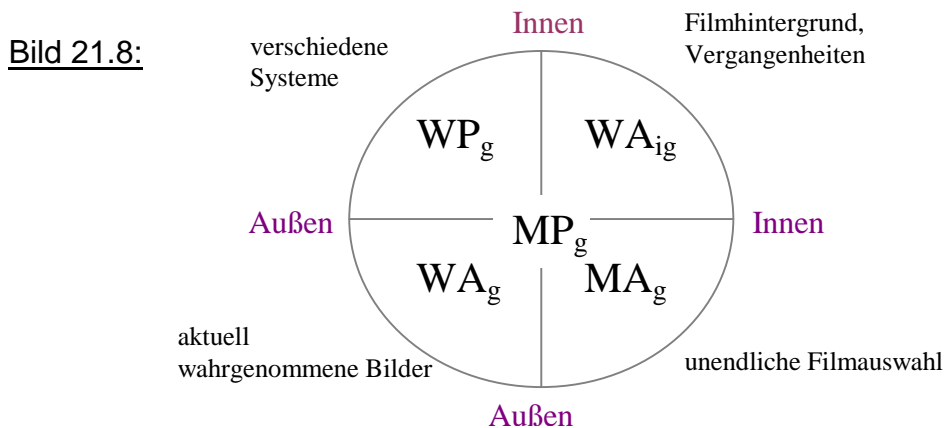 Bild 21.8:
verschiedene
Systeme
Innen
Filmhintergrund,
Vergangenheiten
WPg
WAig
Außen
MPg
Innen
WAg
MAg
aktuell
wahrgenommene Bilder
unendliche Filmauswahl
Außen